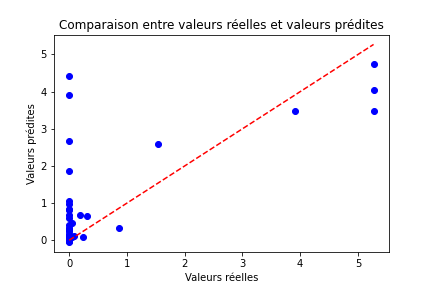 Comparaison entre valeurs réelles et valeurs prédites
5
4
3
2
1
0
Valeurs prédites
0 1 2 3 4 5
Valeurs réelles